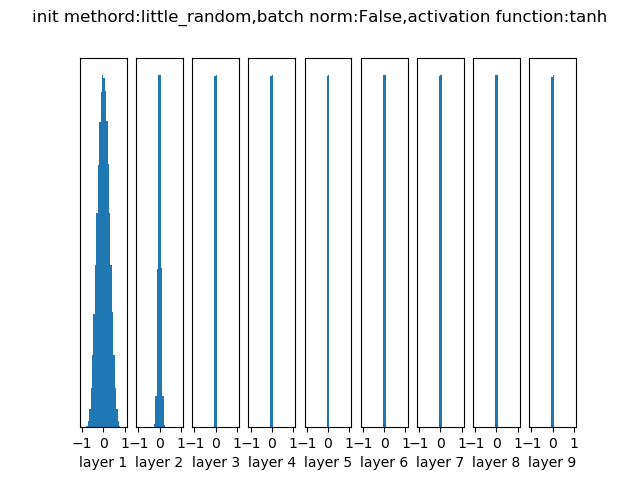 init methord:little_random,batch norm:False,activation function:tanh
−1 0 1 −1 0 1 −1 0 1 −1 0 1 −1 0 1 −1 0 1 −1 0 1 −1 0 1 −1 0 1
layer 1 layer 2 layer 3 layer 4 layer 5 layer 6 layer 7 layer 8 layer 9